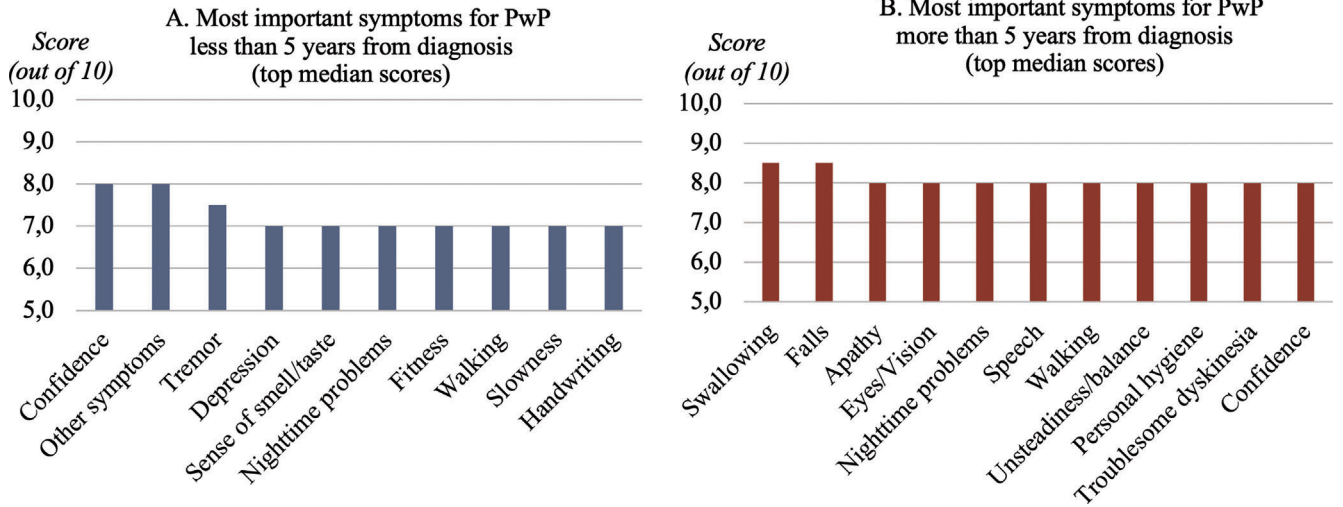 A. Most important symptoms for PwP
less than 5 years from diagnosis
(top median scores)
Score
(out of 10)
10,0
9,0
8,0
7,0
6,0
5,0
Confidence
Other symptoms
Tremor
Depression
Sense of smell/taste
Nighttime problems
Fitness
Walking
Slowness
Handwriting
B. Most important symptoms for PwP
more than 5 years from diagnosis
(top median scores)
Score
(out of 10)
10,0
9,0
8,0
7,0
6,0
5,0
Swallowing
Falls
Apathy
Eyes/Vision
Nighttime problems
Speech
Walking
Unsteadiness/balance
Personal hygiene
Troublesome dyskinesia
Confidence